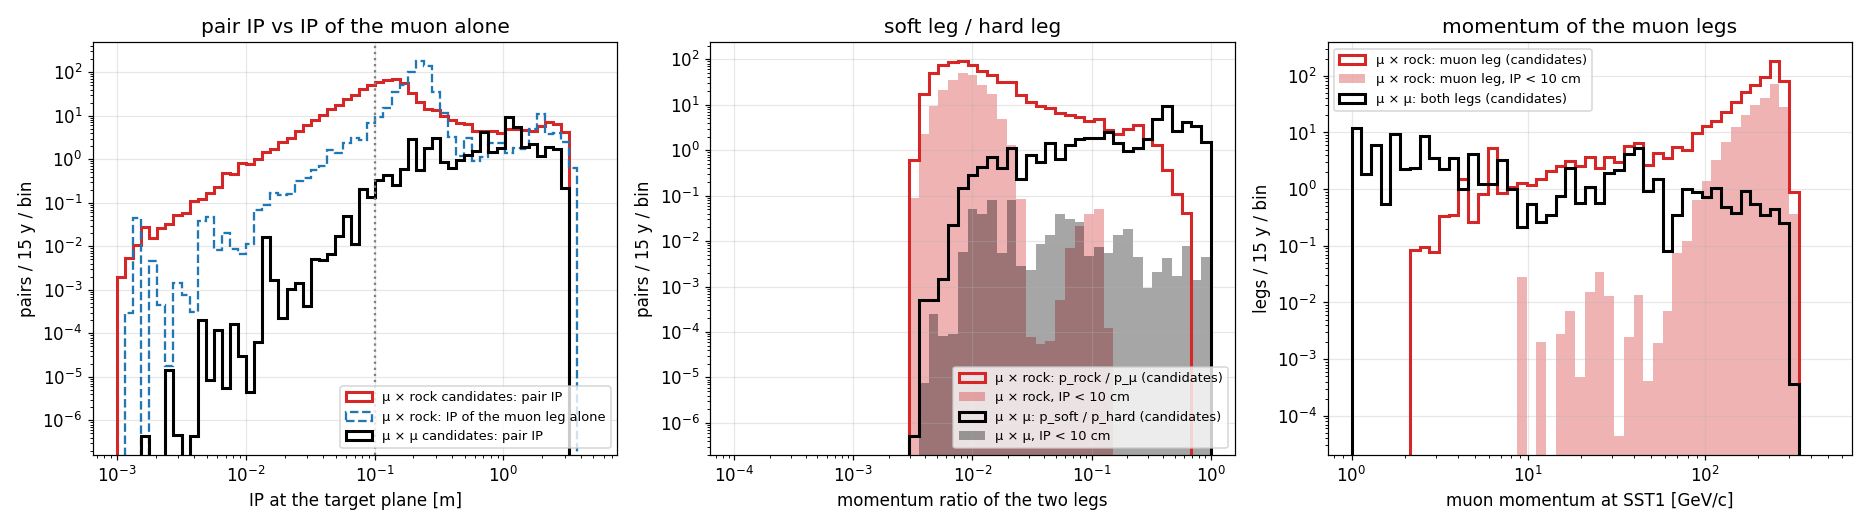 pair IP vs IP of the muon alone
pairs / 15 y / bin
10²
10¹
10⁰
10⁻¹
10⁻²
10⁻³
10⁻⁴
10⁻⁵
10⁻⁶
μ × rock candidates: pair IP
μ × rock: IP of the muon leg alone
μ × μ candidates: pair IP
10⁻³ 10⁻² 10⁻¹ 10⁰
IP at the target plane [m]
soft leg / hard leg
pairs / 15 y / bin
10²
10¹
10⁰
10⁻¹
10⁻²
10⁻³
10⁻⁴
10⁻⁵
10⁻⁶
μ × rock: p_rock / p_μ (candidates)
μ × rock, IP < 10 cm
μ × μ: p_soft / p_hard (candidates)
μ × μ, IP < 10 cm
10⁻⁴ 10⁻³ 10⁻² 10⁻¹ 10⁰
momentum ratio of the two legs
momentum of the muon legs
legs / 15 y / bin
10²
10¹
10⁰
10⁻¹
10⁻²
10⁻³
10⁻⁴
μ × rock: muon leg (candidates)
μ × rock: muon leg, IP < 10 cm
μ × μ: both legs (candidates)
10⁰ 10¹ 10²
muon momentum at SST1 [GeV/c]